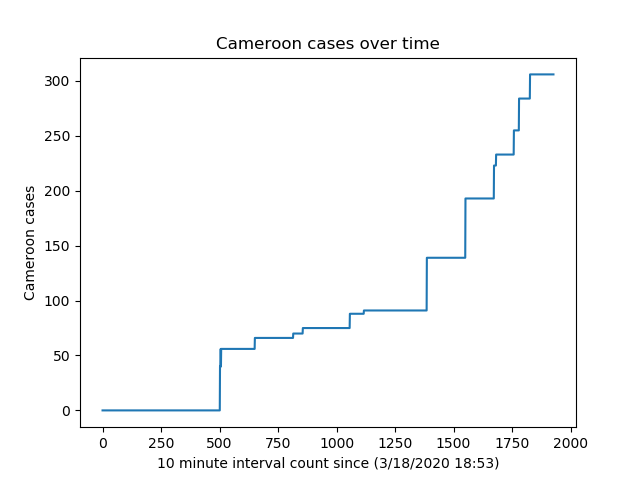 Cameroon cases over time
300
250
200
150
100
50
0
Cameroon cases
0 250 500 750 1000 1250 1500 1750 2000
10 minute interval count since (3/18/2020 18:53)